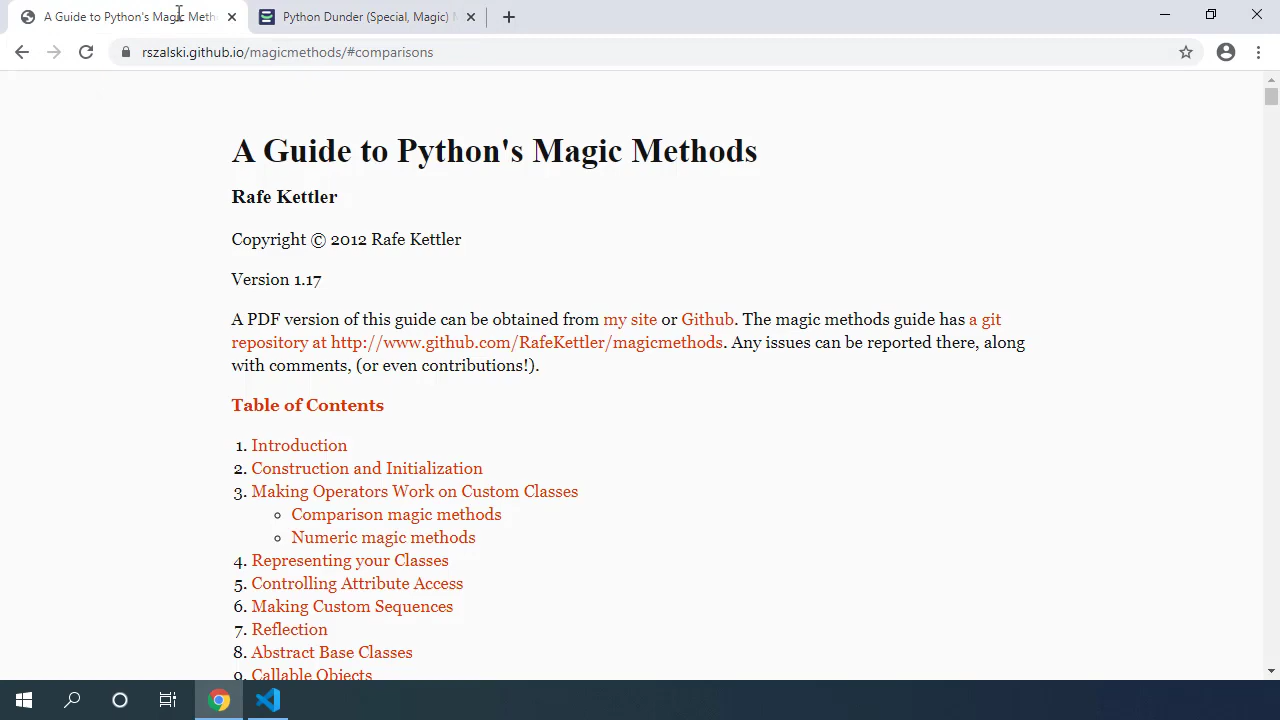 A Guide to Python's Magic Meth
Python Dunder (Special, Magic)
rszalski.github.io/magicmethods/#comparisons
A Guide to Python's Magic Methods
Rafe Kettler
Copyright © 2012 Rafe Kettler
Version 1.17
A PDF version of this guide can be obtained from my site or Github. The magic methods guide has a git
repository at http://www.github.com/RafeKettler/magicmethods. Any issues can be reported there, along
with comments, (or even contributions!).
Table of Contents
1. Introduction
2. Construction and Initialization
3. Making Operators Work on Custom Classes
◦ Comparison magic methods
◦ Numeric magic methods
4. Representing your Classes
5. Controlling Attribute Access
6. Making Custom Sequences
7. Reflection
8. Abstract Base Classes
9. Callable Objects